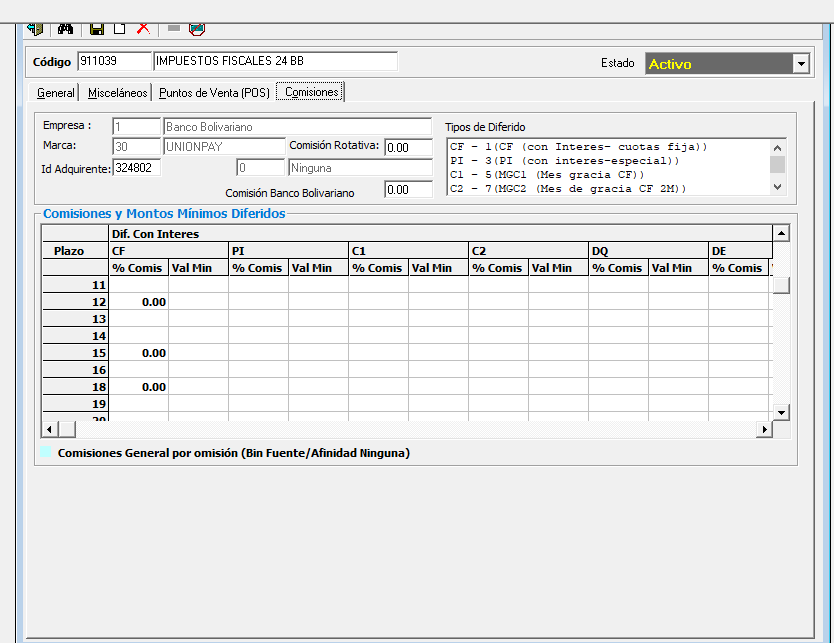 Código 911039 IMPUESTOS FISCALES 24 BB Estado Activo
General Misceláneos Puntos de Venta (POS) Comisiones
Empresa : 1 Banco Bolivariano Tipos de Diferido
Marca: 30 UNIONPAY Comisión Rotativa: 0.00
Id Adquirente: 324802 0 Ninguna
Comisión Banco Bolivariano 0.00
CF - 1(CF (con Interes- cuotas fija))
PI - 3(PI (con interes-especial))
C1 - 5(MGC1 (Mes gracia CF))
C2 - 7(MGC2 (Mes de gracia CF 2M))
Comisiones y Montos Mínimos Diferidos
Dif. Con Interes
Plazo CF PI C1 C2 DQ DE
% Comis Val Min % Comis Val Min % Comis Val Min % Comis Val Min % Comis Val Min % Comis
11
12 0.00
13
14
15 0.00
16
18 0.00
19
20
Comisiones General por omisión (Bin Fuente/Afinidad Ninguna)